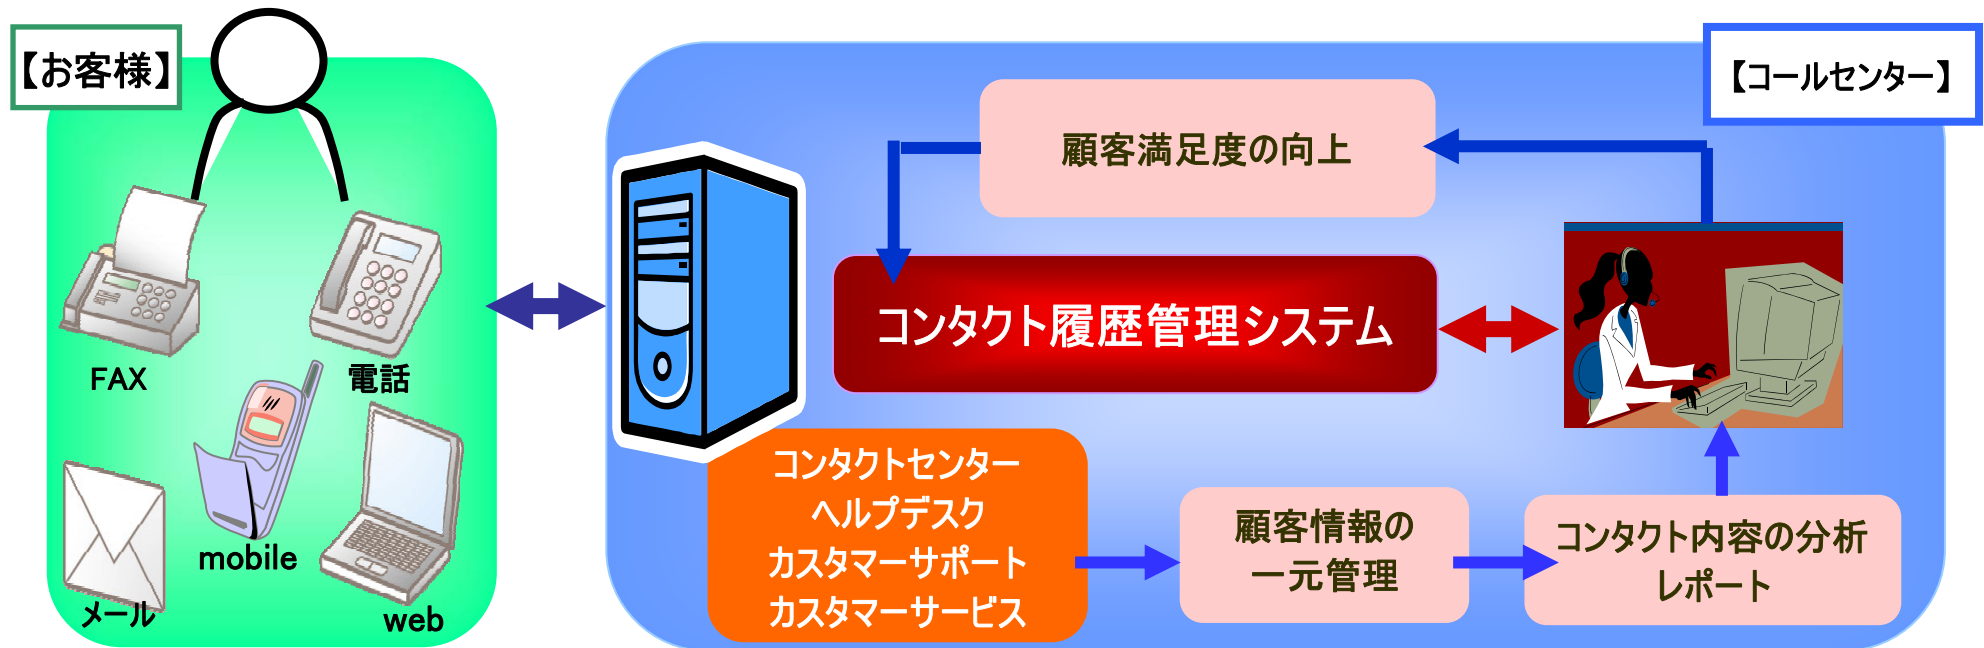 【お客様】
FAX
電話
mobile
メール
web
【コールセンター】
顧客満足度の向上
コンタクト履歴管理システム
コンタクトセンター
ヘルプデスク
カスタマーサポート
カスタマーサービス
顧客情報の
一元管理
コンタクト内容の分析
レポート